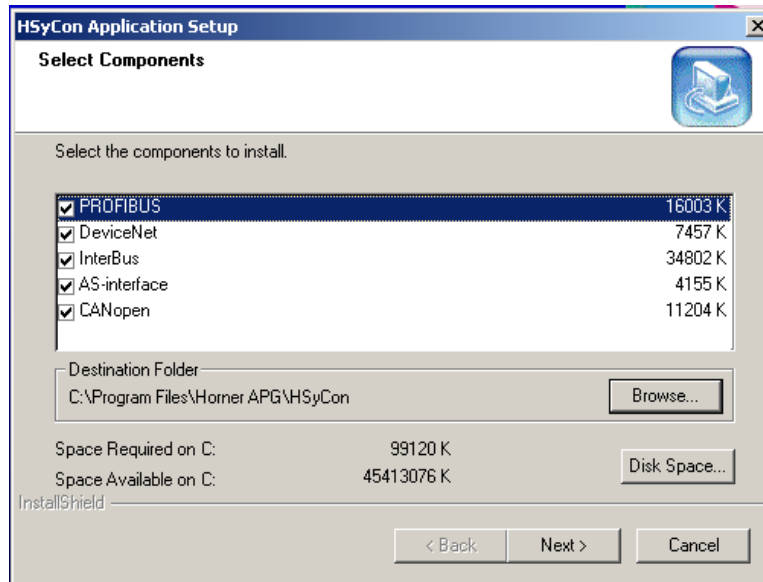 HSyCon Application Setup
Select Components
Select the components to install.
PROFIBUS 16003 K
DeviceNet 7457 K
InterBus 34802 K
AS-interface 4155 K
CANopen 11204 K
Destination Folder
C:\Program Files\Horner APG\HSyCon
Browse...
Space Required on C: 99120 K
Space Available on C: 45413076 K
Disk Space...
InstallShield
< Back Next > Cancel